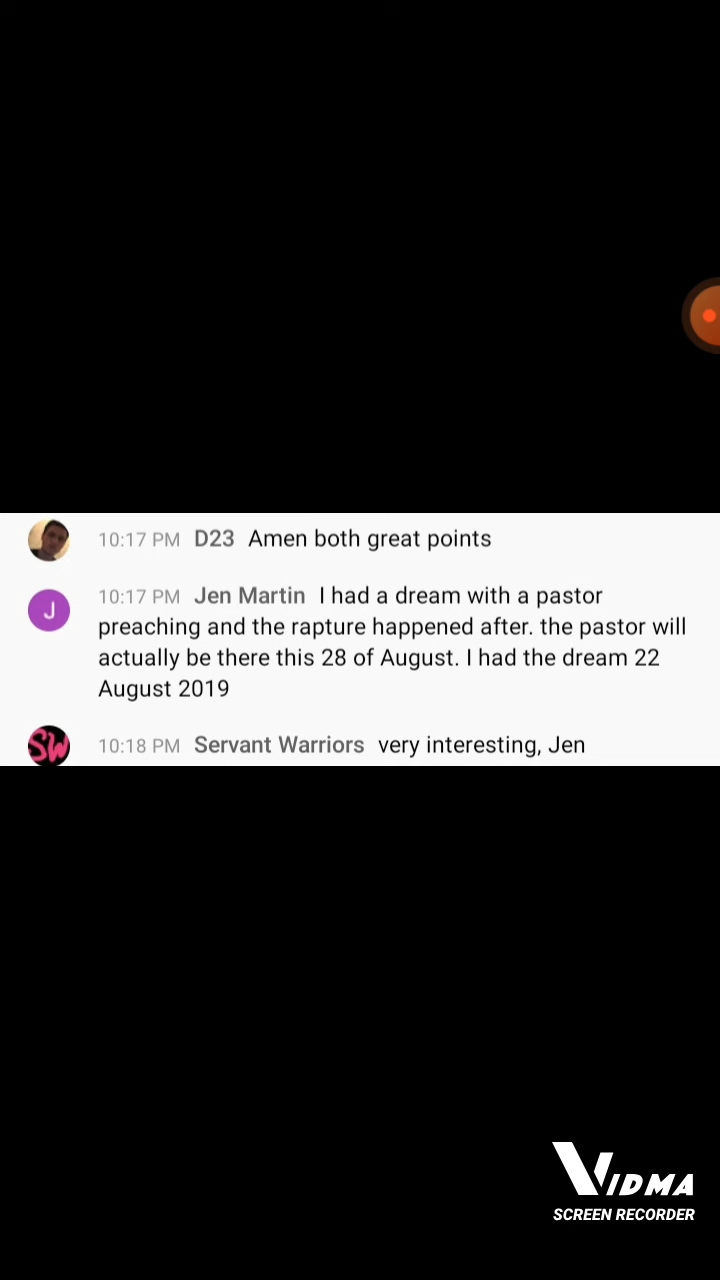 10:17 PM D23 Amen both great points
J
10:17 PM Jen Martin I had a dream with a pastor
preaching and the rapture happened after. the pastor will
actually be there this 28 of August. I had the dream 22
August 2019
SW
10:18 PM Servant Warriors very interesting, Jen
VIDMA
SCREEN RECORDER